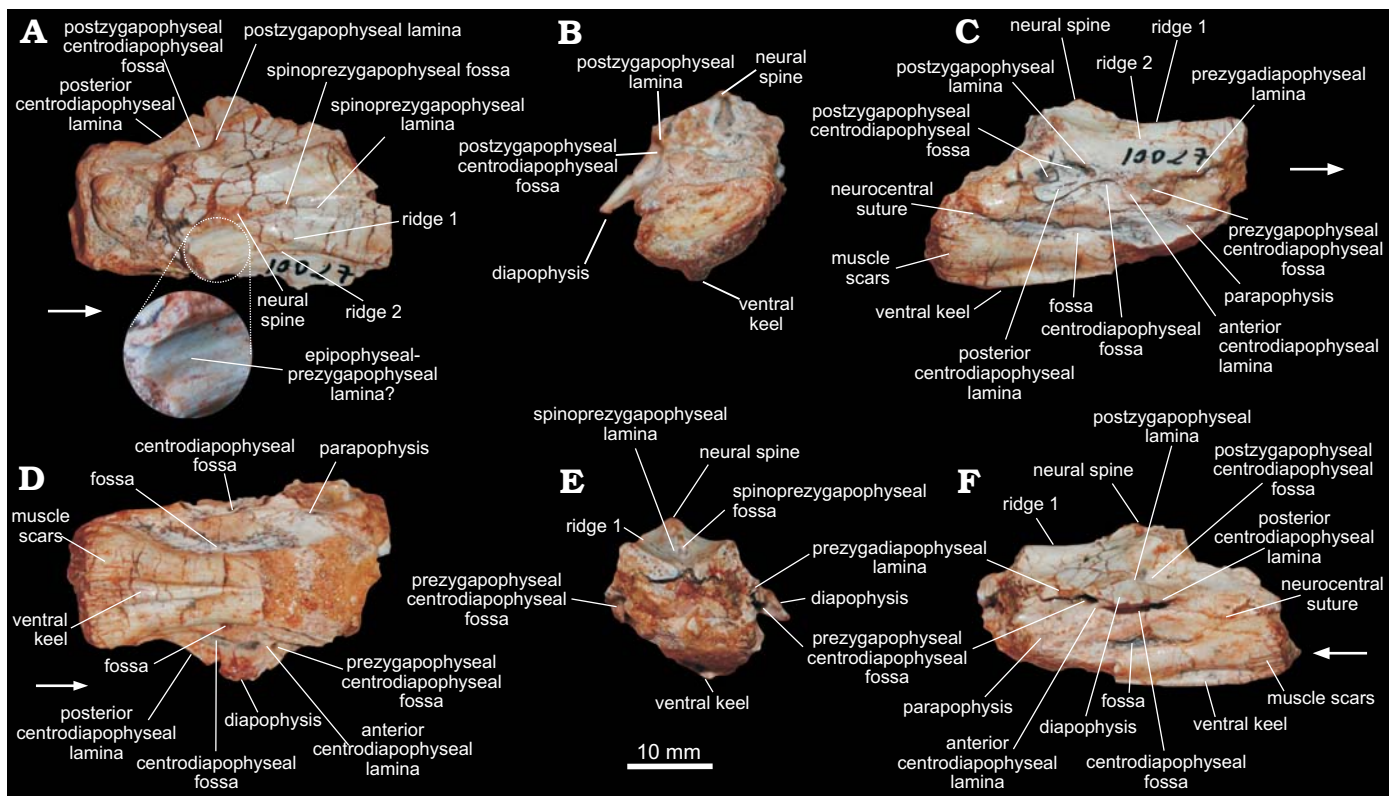 A
postzygapophyseal
centrodiapophyseal
fossa
postzygapophyseal lamina
posterior
centrodiapophyseal
lamina
spinoprezygapophyseal fossa
spinoprezygapophyseal
lamina
ridge 1
10077
neural
spine
ridge 2
epipophyseal-
prezygapophyseal
lamina?
B
postzygapophyseal
lamina
neural
spine
postzygapophyseal
centrodiapophyseal
fossa
diapophysis
ventral
keel
C
neural spine
ridge 1
postzygapophyseal
lamina
ridge 2
prezygadiapophyseal
lamina
postzygapophyseal
centrodiapophyseal
fossa
10077
neurocentral
suture
muscle
scars
ventral keel
prezygapophyseal
centrodiapophyseal
fossa
parapophysis
fossa
centrodiapophyseal
fossa
anterior
centrodiapophyseal
lamina
posterior
centrodiapophyseal
lamina
D
centrodiapophyseal
fossa
parapophysis
fossa
muscle
scars
ventral
keel
fossa
prezygapophyseal
centrodiapophyseal
fossa
posterior
centrodiapophyseal
lamina
diapophysis
anterior
centrodiapophyseal
lamina
centrodiapophyseal
fossa
E
spinoprezygapophyseal
lamina
neural spine
spinoprezygapophyseal
fossa
ridge 1
prezygadiapophyseal
lamina
prezygapophyseal
centrodiapophyseal
fossa
diapophysis
prezygapophyseal
centrodiapophyseal
fossa
ventral keel
10 mm
F
postzygapophyseal
lamina
postzygapophyseal
centrodiapophyseal
fossa
neural spine
ridge 1
posterior
centrodiapophyseal
lamina
neurocentral
suture
muscle scars
parapophysis
fossa
ventral keel
diapophysis
anterior
centrodiapophyseal
lamina
centrodiapophyseal
fossa